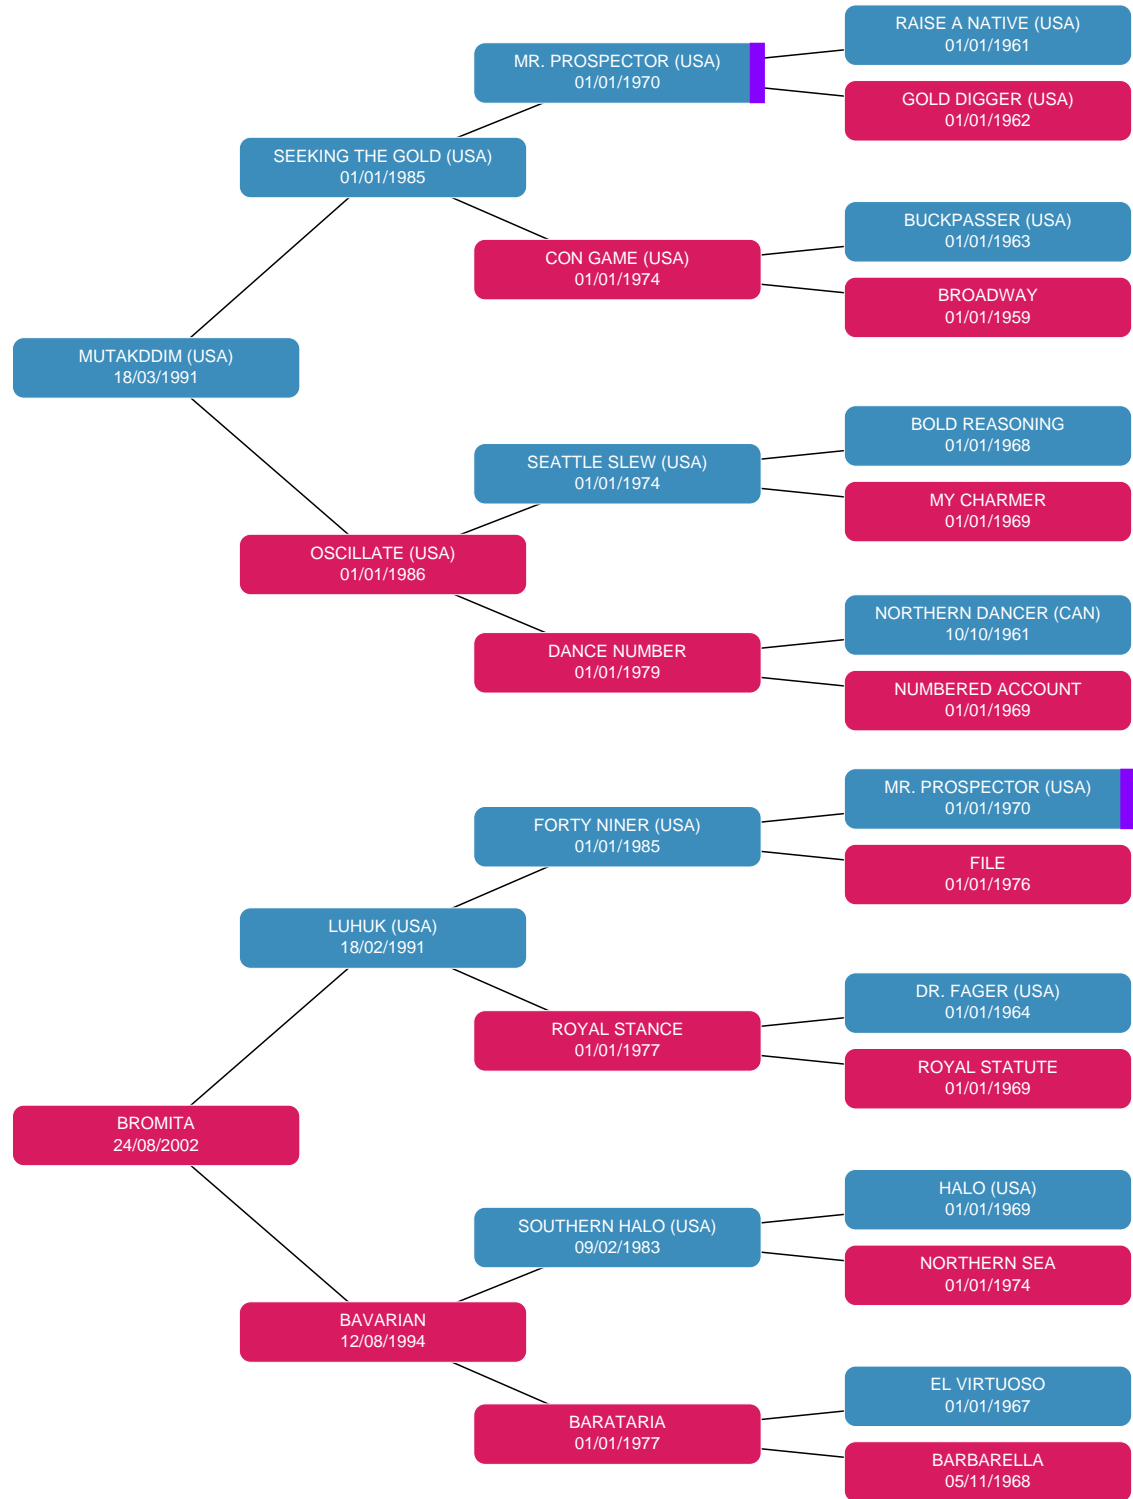 RAISE A NATIVE (USA)
01/01/1961
MR. PROSPECTOR (USA)
01/01/1970
GOLD DIGGER (USA)
01/01/1962
SEEKING THE GOLD (USA)
01/01/1985
BUCKPASSER (USA)
01/01/1963
CON GAME (USA)
01/01/1974
BROADWAY
01/01/1959
MUTAKDDIM (USA)
18/03/1991
BOLD REASONING
01/01/1968
SEATTLE SLEW (USA)
01/01/1974
MY CHARMER
01/01/1969
OSCILLATE (USA)
01/01/1986
NORTHERN DANCER (CAN)
10/10/1961
DANCE NUMBER
01/01/1979
NUMBERED ACCOUNT
01/01/1969
MR. PROSPECTOR (USA)
01/01/1970
FORTY NINER (USA)
01/01/1985
FILE
01/01/1976
LUHUK (USA)
18/02/1991
DR. FAGER (USA)
01/01/1964
ROYAL STANCE
01/01/1977
ROYAL STATUTE
01/01/1969
BROMITA
24/08/2002
HALO (USA)
01/01/1969
SOUTHERN HALO (USA)
09/02/1983
NORTHERN SEA
01/01/1974
BAVARIAN
12/08/1994
EL VIRTUOSO
01/01/1967
BARATARIA
01/01/1977
BARBARELLA
05/11/1968